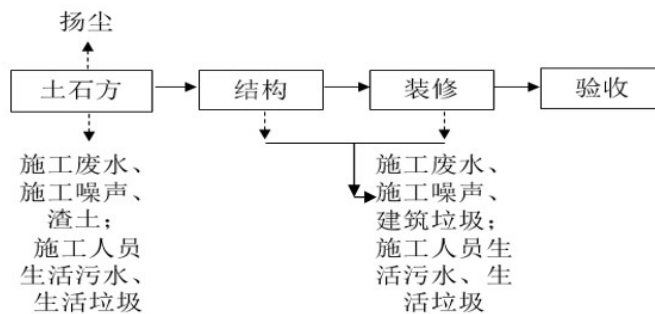 扬尘
土石方
结构
装修
验收
施工废水、
施工噪声、
渣土；
施工人员
生活污水、
生活垃圾
施工废水、
施工噪声、
建筑垃圾；
施工人员生
活污水、生
活垃圾